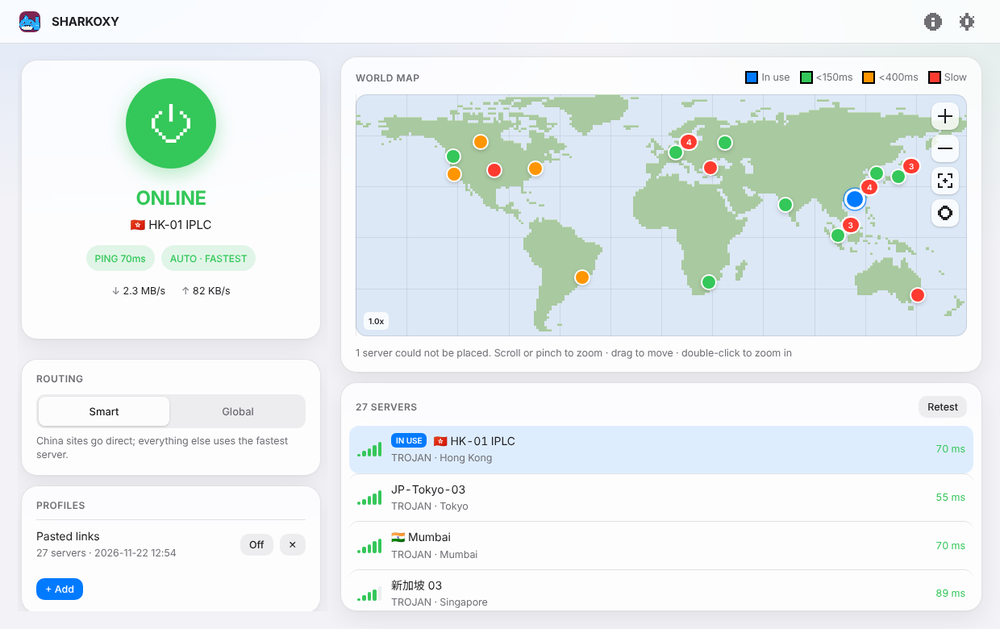 SHARKOXY
ONLINE
🇭🇰 HK-01 IPLC
PING 70ms
AUTO · FASTEST
↓ 2.3 MB/s ↑ 82 KB/s
ROUTING
Smart
Global
China sites go direct; everything else uses the fastest
server.
PROFILES
Pasted links
27 servers · 2026-11-22 12:54
Off
×
+ Add
WORLD MAP
In use
<150ms
<400ms
Slow
4
3
4
3
1.0x
1 server could not be placed. Scroll or pinch to zoom · drag to move · double-click to zoom in
27 SERVERS
Retest
IN USE 🇭🇰 HK-01 IPLC
TROJAN · Hong Kong
70 ms
JP-Tokyo-03
TROJAN · Tokyo
55 ms
🇮🇳 Mumbai
TROJAN · Mumbai
70 ms
新加坡 03
TROJAN · Singapore
89 ms